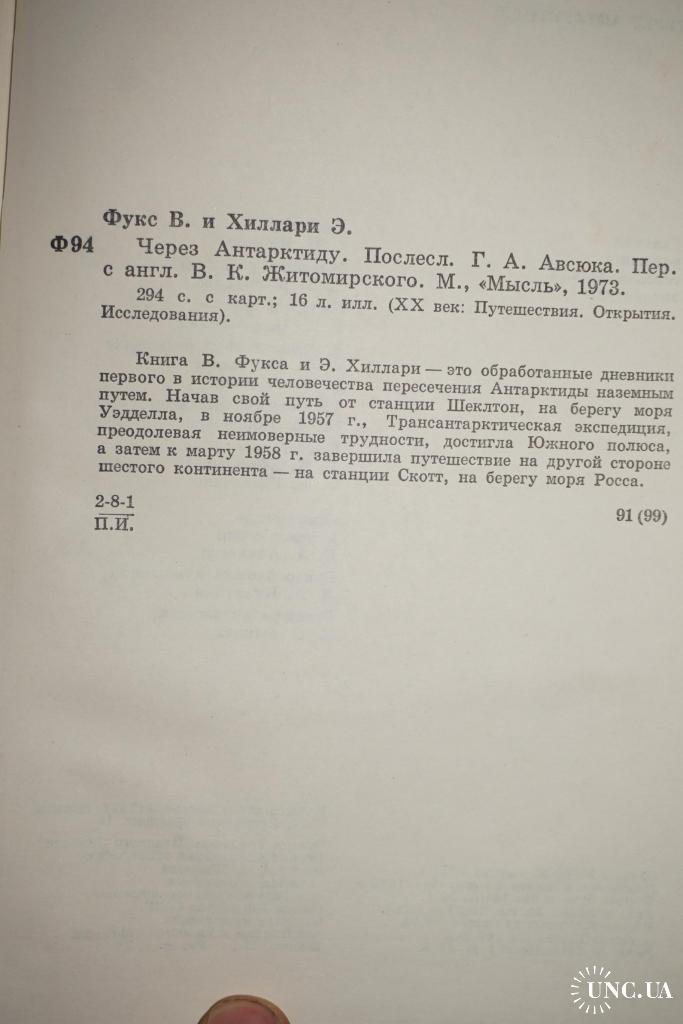 Фукс В. и Хиллари Э.
Ф94 Через Антарктиду. Послесл. Г. А. Авсюка. Пер.
с англ. В. К. Житомирского. М., «Мысль», 1973.
294 с. с карт.; 16 л. илл. (XX век: Путешествия. Открытия.
Исследования).
Книга В. Фукса и Э. Хиллари — это обработанные дневники
первого в истории человечества пересечения Антарктиды наземным
путем. Начав свой путь от станции Шеклтон, на берегу моря
Уэдделла, в ноябре 1957 г., Трансантарктическая экспедиция,
преодолевая неимоверные трудности, достигла Южного полюса,
а затем к марту 1958 г. завершила путешествие на другой стороне
шестого континента — на станции Скотт, на берегу моря Росса.
2-8-1
П.И.
91 (99)
UNC.UA